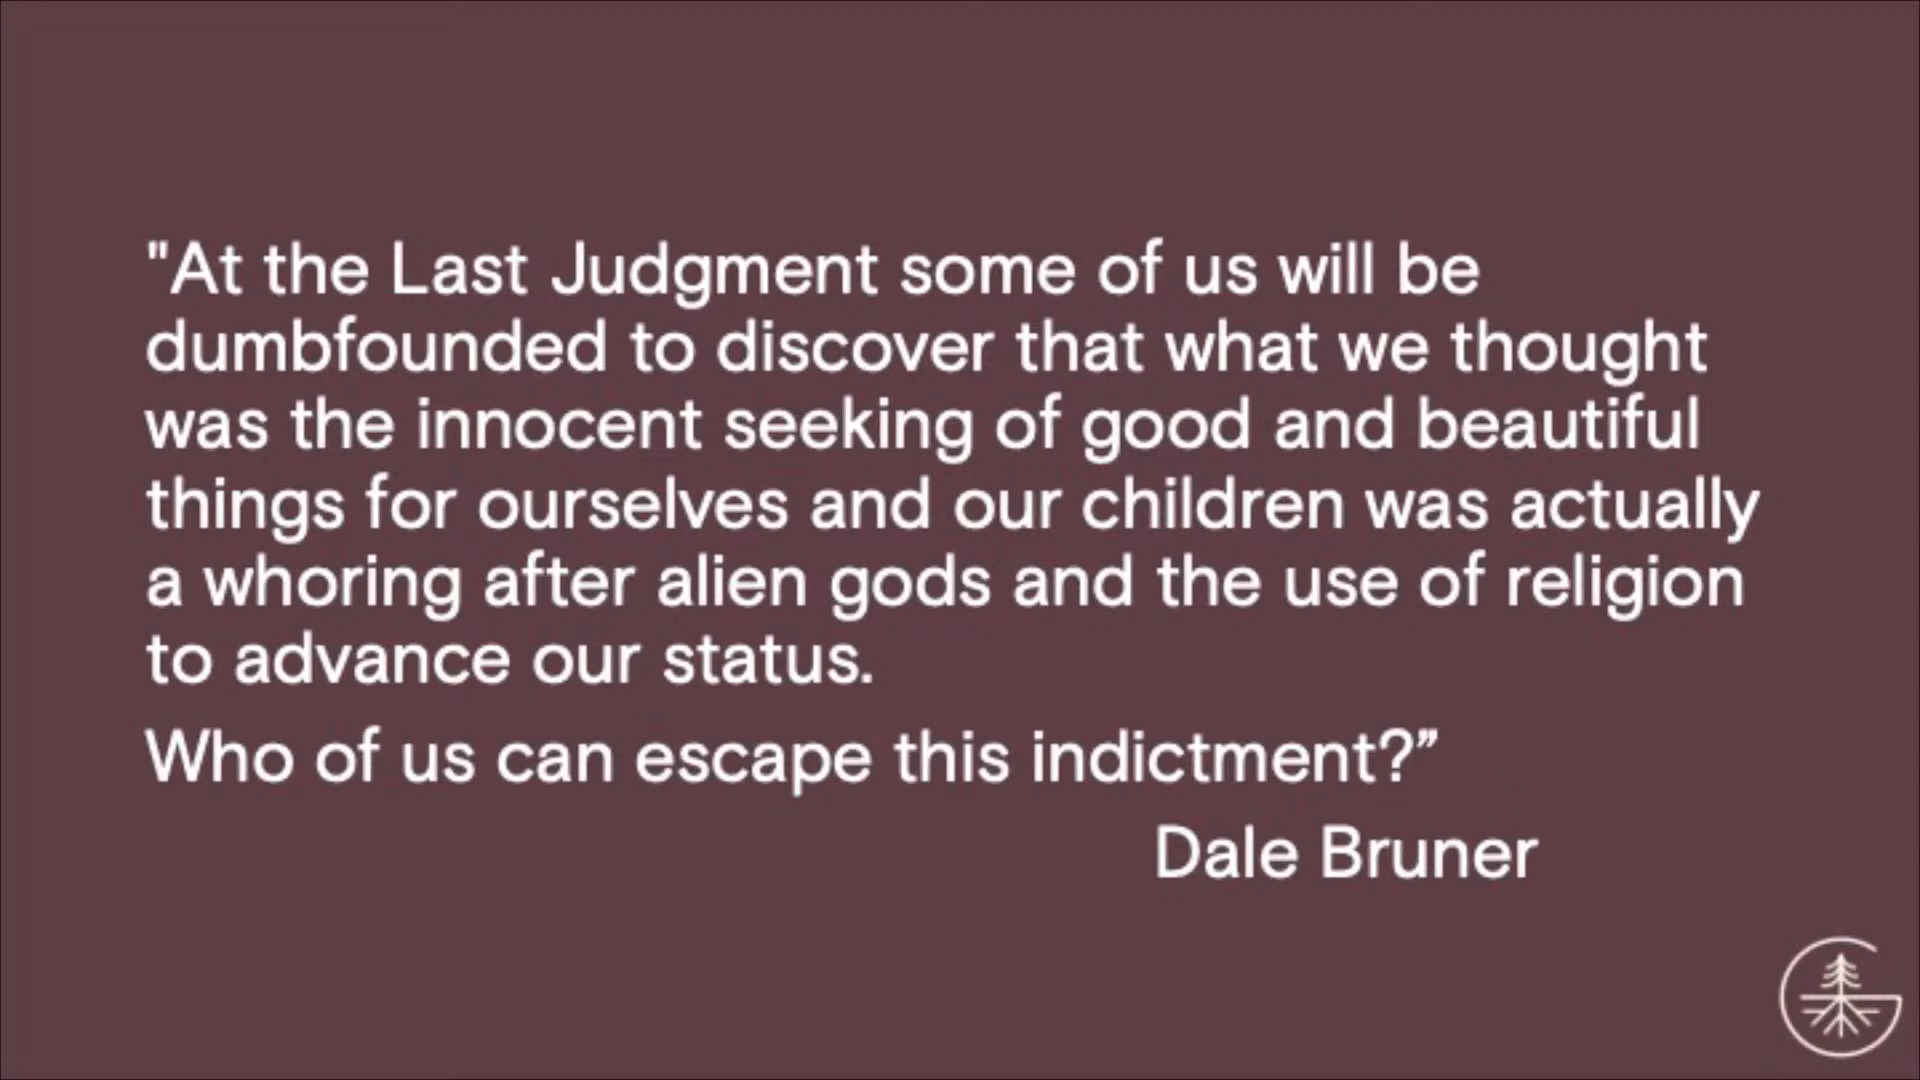 "At the Last Judgment some of us will be
dumbfounded to discover that what we thought
was the innocent seeking of good and beautiful
things for ourselves and our children was actually
a whoring after alien gods and the use of religion
to advance our status.
Who of us can escape this indictment?”
Dale Bruner